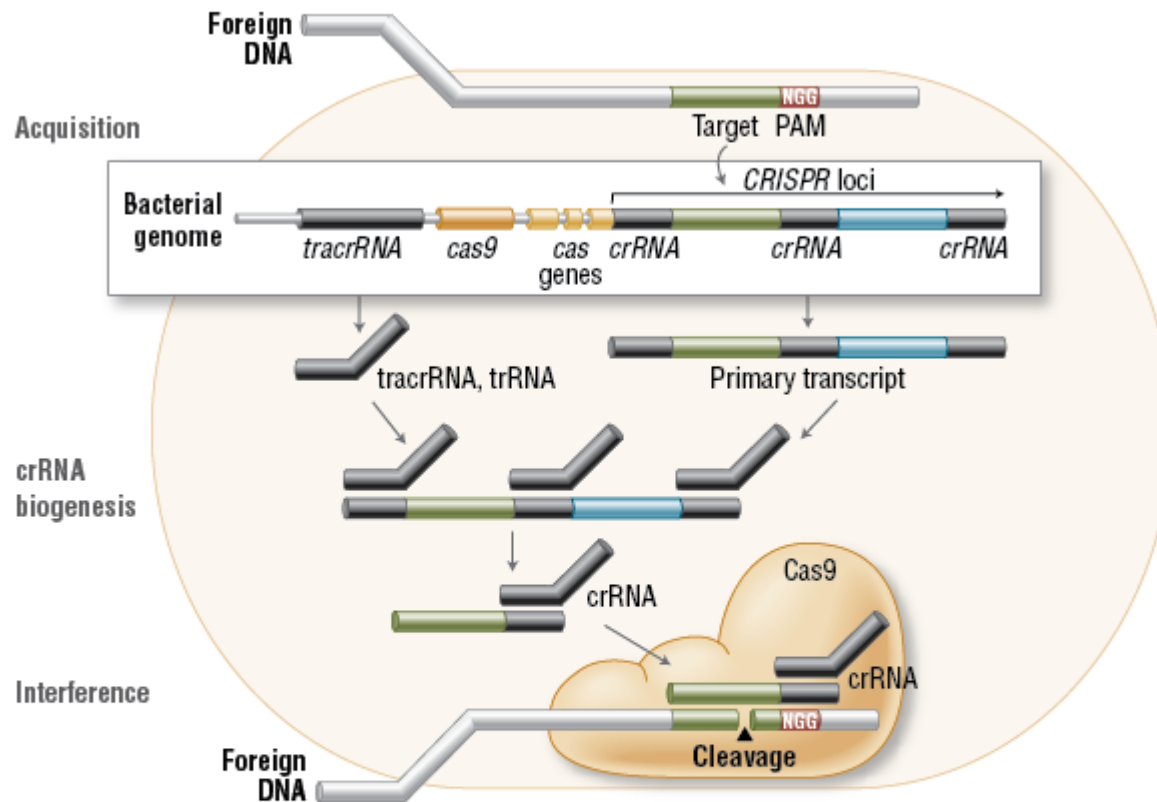 Foreign
DNA
NGG
Acquisition
Target PAM
CRISPR loci
Bacterial
genome
tracrRNA
cas9
cas
genes
crRNA
crRNA
crRNA
tracrRNA, trRNA
Primary transcript
crRNA
biogenesis
crRNA
Cas9
Interference
crRNA
NGG
Cleavage
Foreign
DNA